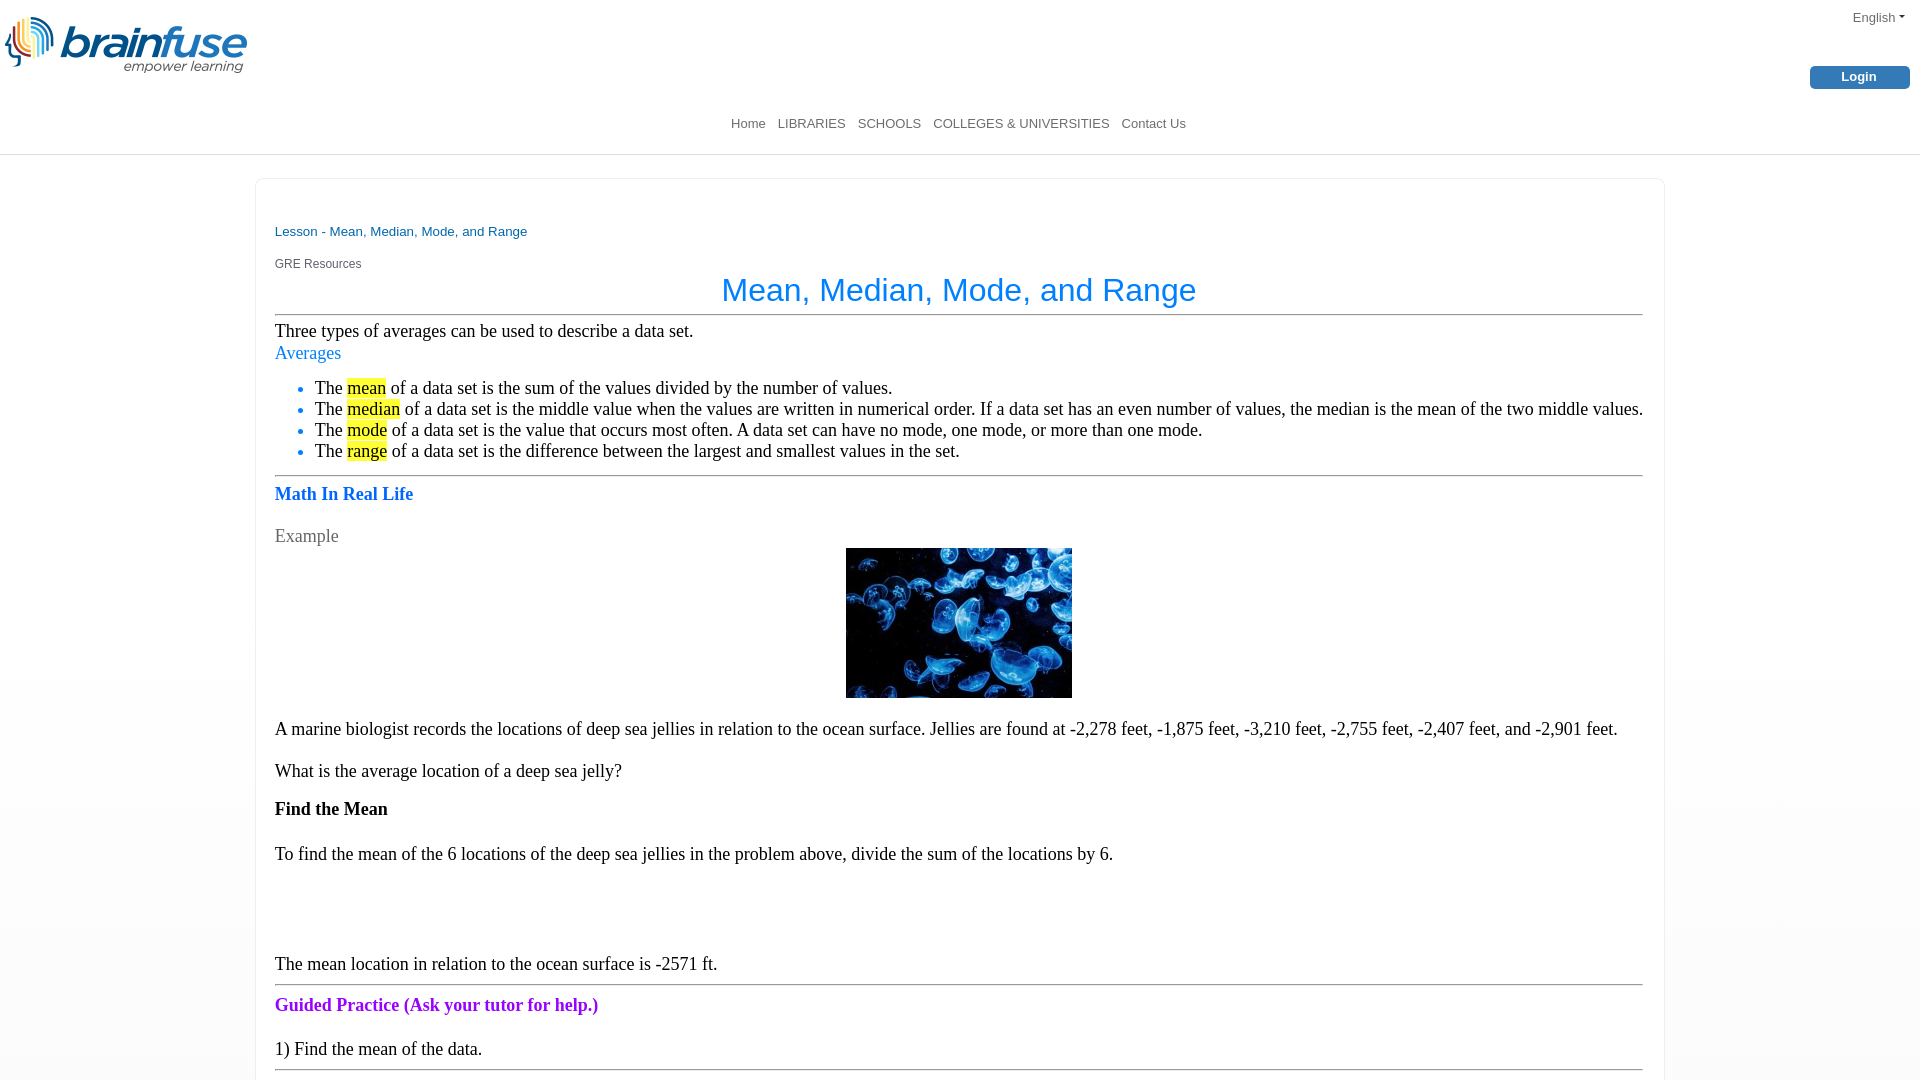 English
brainfuse
empower learning
Login
Home LIBRARIES SCHOOLS COLLEGES & UNIVERSITIES Contact Us
Lesson - Mean, Median, Mode, and Range
GRE Resources
Mean, Median, Mode, and Range
Three types of averages can be used to describe a data set.
Averages
The mean of a data set is the sum of the values divided by the number of values.
The median of a data set is the middle value when the values are written in numerical order. If a data set has an even number of values, the median is the mean of the two middle values.
The mode of a data set is the value that occurs most often. A data set can have no mode, one mode, or more than one mode.
The range of a data set is the difference between the largest and smallest values in the set.
Math In Real Life
Example
A marine biologist records the locations of deep sea jellies in relation to the ocean surface. Jellies are found at -2,278 feet, -1,875 feet, -3,210 feet, -2,755 feet, -2,407 feet, and -2,901 feet.
What is the average location of a deep sea jelly?
Find the Mean
To find the mean of the 6 locations of the deep sea jellies in the problem above, divide the sum of the locations by 6.
The mean location in relation to the ocean surface is -2571 ft.
Guided Practice (Ask your tutor for help.)
1) Find the mean of the data.